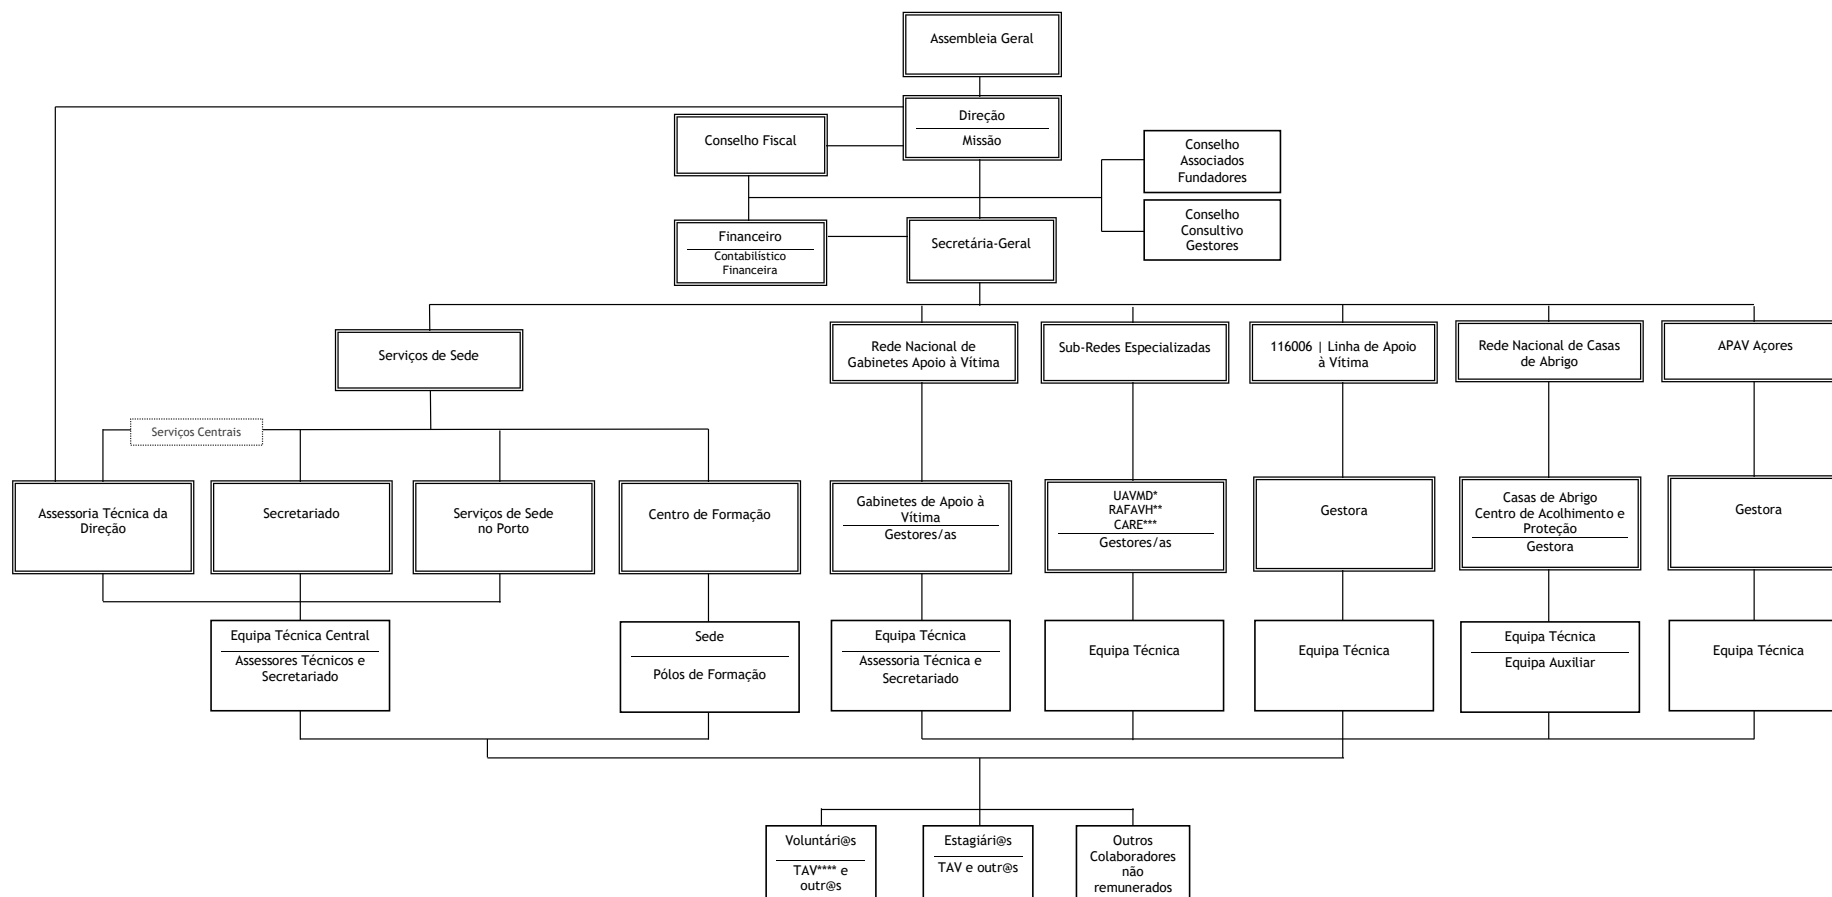 Assembleia Geral
Direção
Missão
Conselho Fiscal
Conselho
Associados
Fundadores
Conselho
Consultivo
Gestores
Financeiro
Contabilístico
Financeira
Secretária-Geral
Serviços de Sede
Rede Nacional de
Gabinetes Apoio à Vítima
Sub-Redes Especializadas
116006 | Linha de Apoio
à Vítima
Rede Nacional de Casas
de Abrigo
APAV Açores
Serviços Centrais
Assessoria Técnica da
Direção
Secretariado
Serviços de Sede
no Porto
Centro de Formação
Gabinetes de Apoio à
Vítima
Gestores/as
UAVMD*
RAFAVH**
CARE***
Gestores/as
Gestora
Casas de Abrigo
Centro de Acolhimento e
Proteção
Gestora
Gestora
Equipa Técnica Central
Assessores Técnicos e
Secretariado
Sede
Pólos de Formação
Equipa Técnica
Assessoria Técnica e
Secretariado
Equipa Técnica
Equipa Técnica
Equipa Técnica
Equipa Auxiliar
Equipa Técnica
Voluntári@s
TAV**** e
outr@s
Estagiári@s
TAV e outr@s
Outros
Colaboradores
não
remunerados